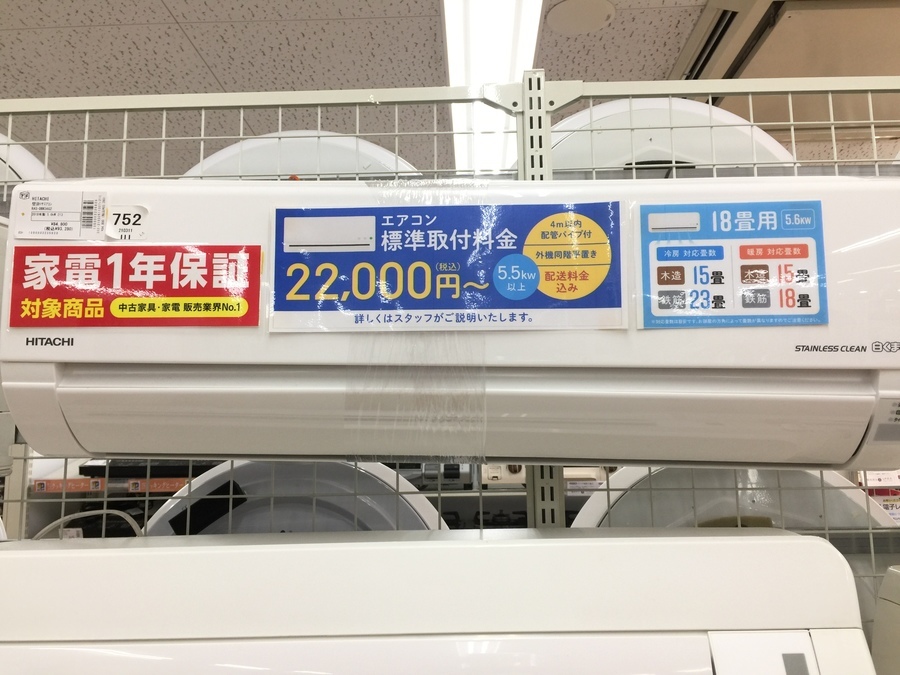 HITACHI
752
家電1年保証
対象商品
中古家具・家電 販売業界No.1
エアコン
標準取付料金
22,000円~
(税込)
5.5kw
以上
4m以内
配管パイプ付
外機同階平置き
配送料金
込み
詳しくはスタッフがご説明いたします。
18畳用
5.6kw
冷房 対応畳数
木造 15畳
鉄筋 23畳
暖房 対応畳数
木造 15畳
鉄筋 18畳
HITACHI
STAINLESS CLEAN 白くま